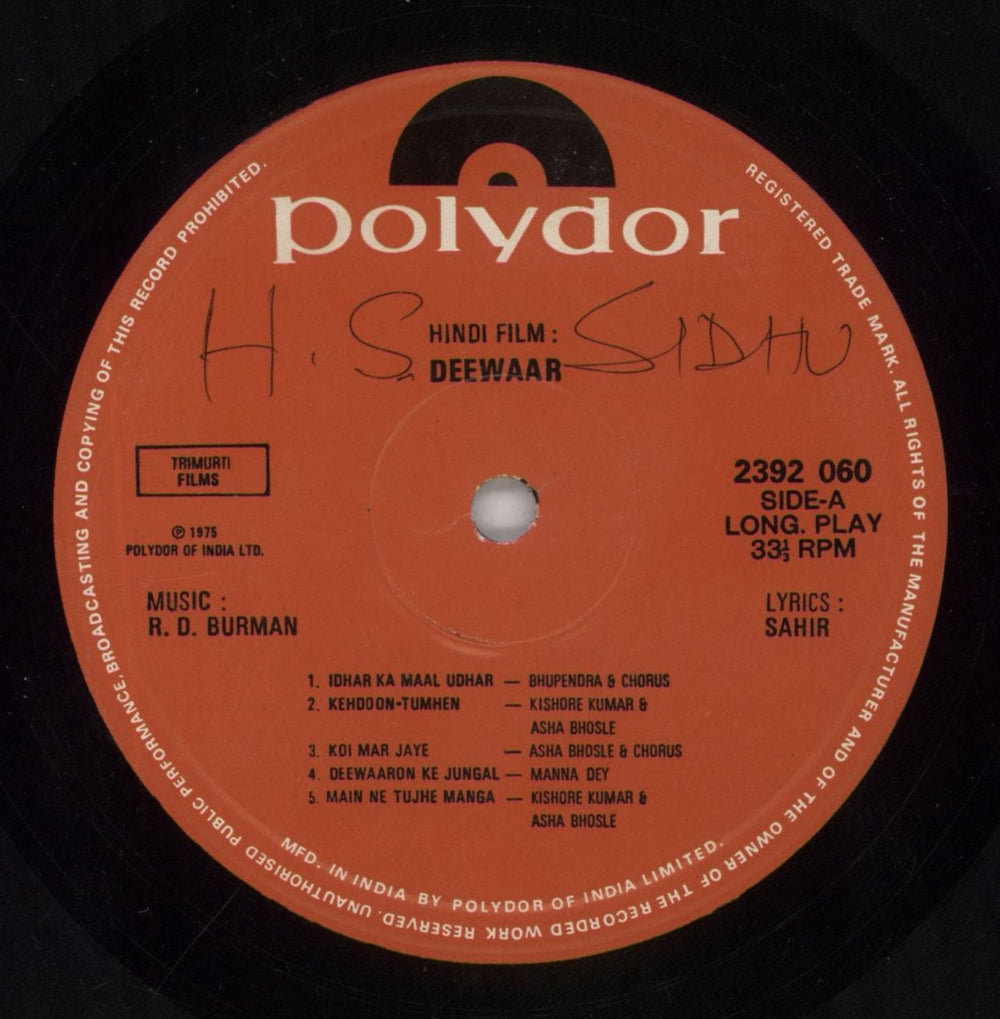 polydor
H. S. SIDHU
HINDI FILM :
DEEWAAR
TRIMURTI
FILMS
℗ 1975
POLYDOR OF INDIA LTD.
2392 060
SIDE-A
LONG. PLAY
33⅓ RPM
MUSIC :
R. D. BURMAN
LYRICS :
SAHIR
1. IDHAR KA MAAL UDHAR — BHUPENDRA & CHORUS
2. KEHDOON-TUMHEN — KISHORE KUMAR &
ASHA BHOSLE
3. KOI MAR JAYE — ASHA BHOSLE & CHORUS
4. DEEWAARON KE JUNGAL — MANNA DEY
5. MAIN NE TUJHE MANGA — KISHORE KUMAR &
ASHA BHOSLE
MFD. IN INDIA BY POLYDOR OF INDIA LIMITED.
REGISTERED TRADE MARK. ALL RIGHTS OF THE MANUFACTURER AND OF THE OWNER OF THE RECORDED WORK RESERVED. UNAUTHORISED PUBLIC PERFORMANCE, BROADCASTING AND COPYING OF THIS RECORD PROHIBITED.